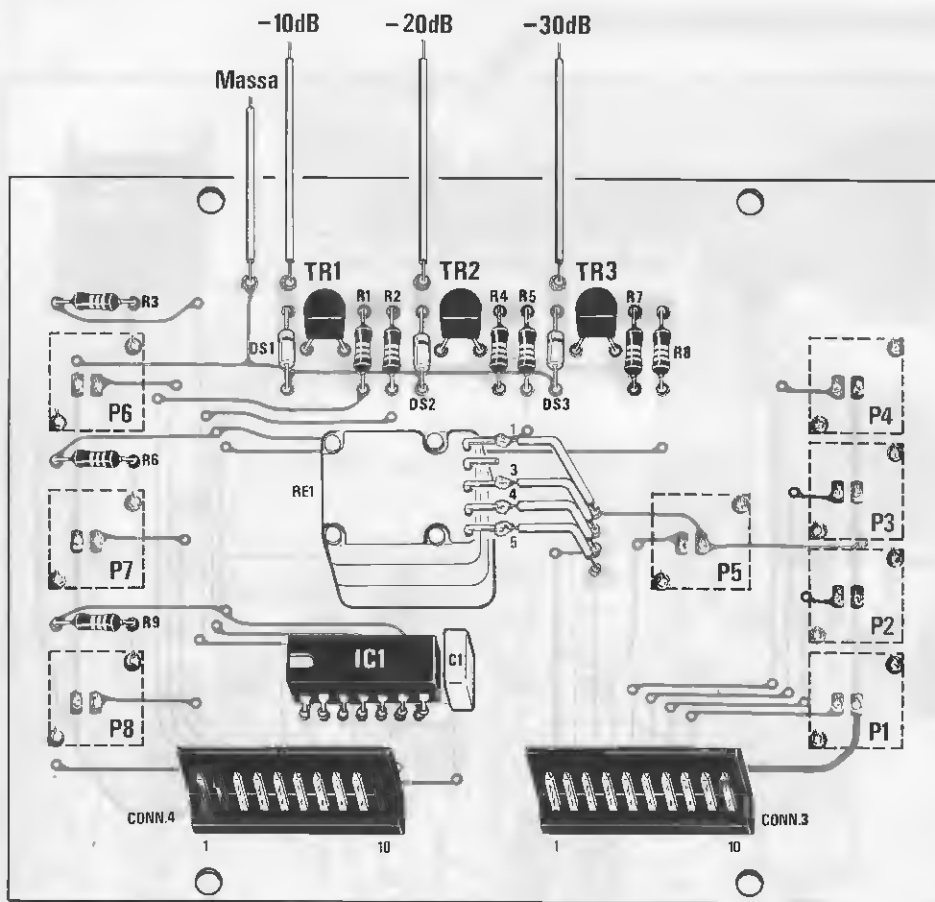 -10dB
-20dB
-30dB
Massa
TR1
TR2
TR3
R3
R1
R2
R4
R5
R7
R8
DS1
DS2
DS3
P6
P4
R6
RE1
1
3
4
5
P3
P7
P5
P2
R9
IC1
C1
P8
P1
CONN.4
CONN.3
1
10
1
10